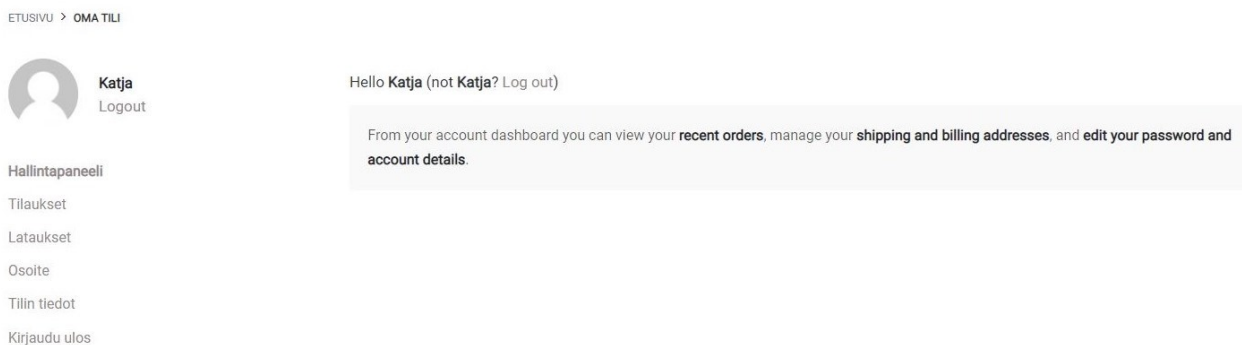 ETUSIVU > OMA TILI
Katja
Logout
Hallintapaneeli
Tilaukset
Lataukset
Osoite
Tilin tiedot
Kirjaudu ulos
Hello Katja (not Katja? Log out)
From your account dashboard you can view your recent orders, manage your shipping and billing addresses, and edit your password and
account details.